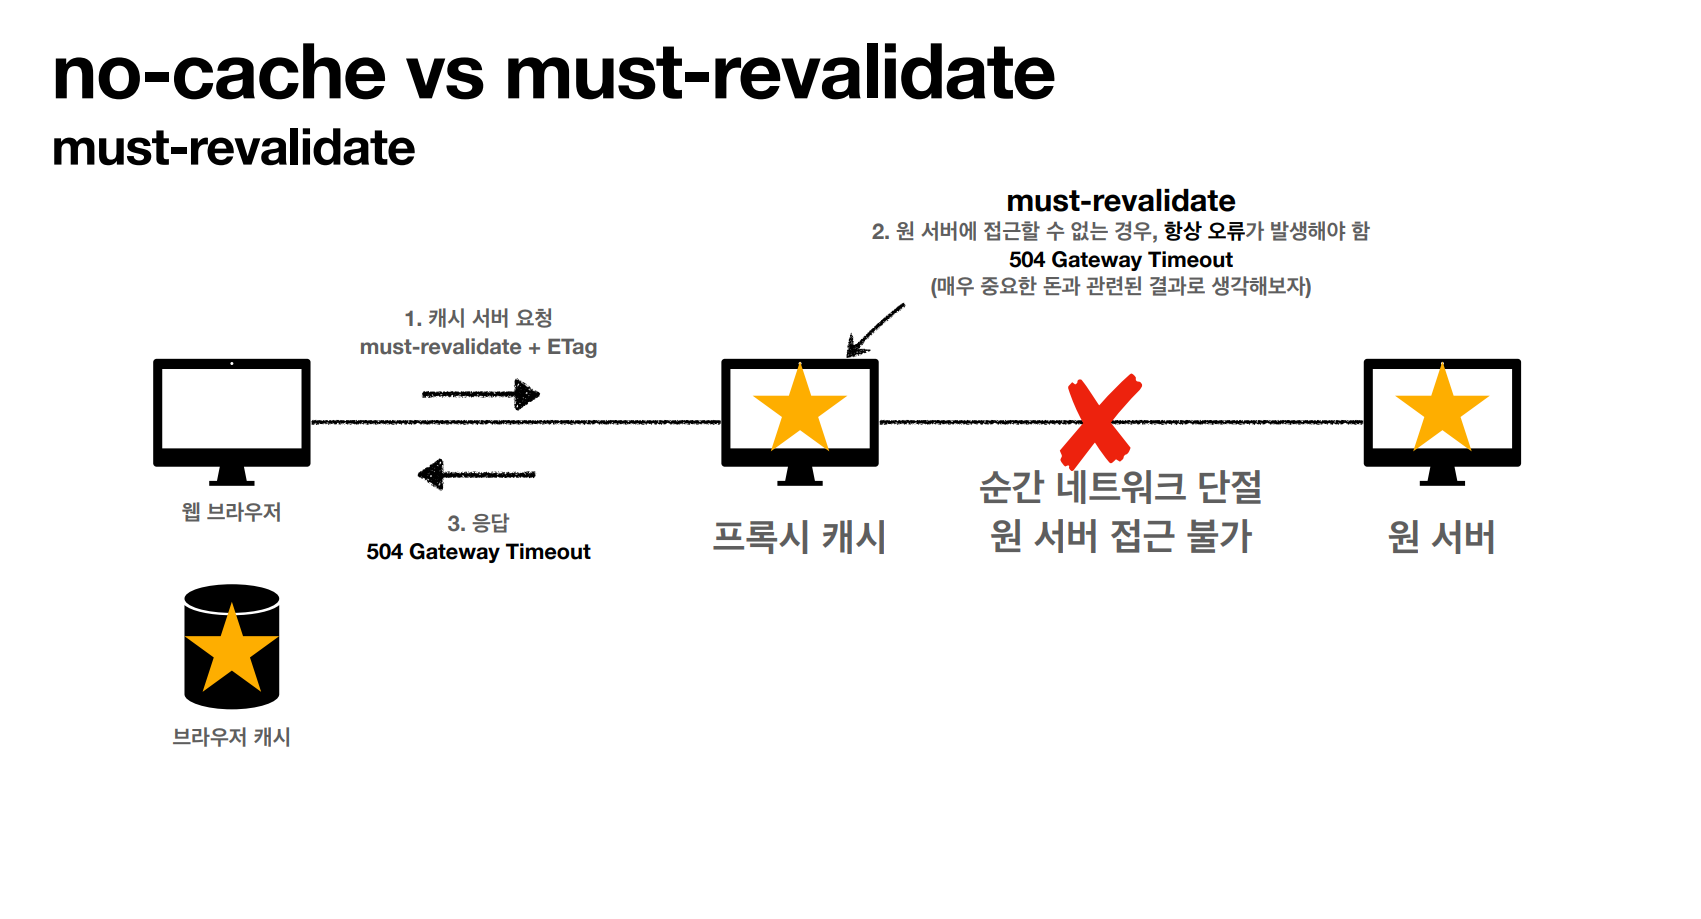 no-cache vs must-revalidate
must-revalidate
must-revalidate
2. 원 서버에 접근할 수 없는 경우, 항상 오류가 발생해야 함
504 Gateway Timeout
(매우 중요한 돈과 관련된 결과로 생각해보자)
1. 캐시 서버 요청
must-revalidate + ETag
웹 브라우저
3. 응답
504 Gateway Timeout
프록시 캐시
순간 네트워크 단절
원 서버 접근 불가
원 서버
브라우저 캐시